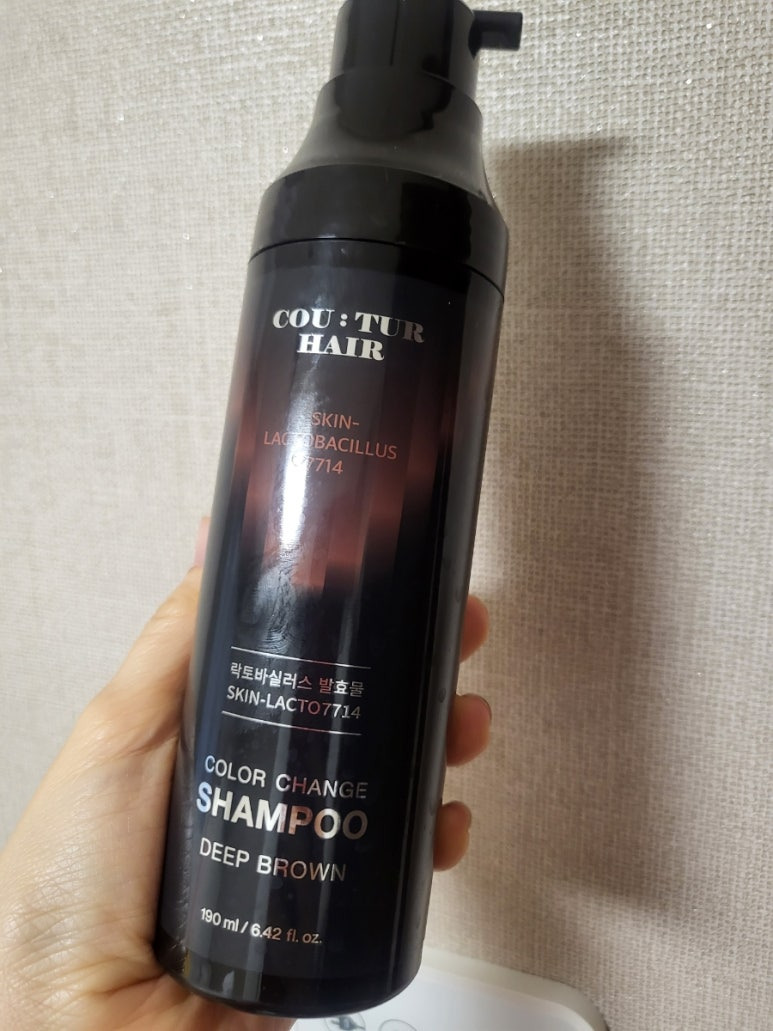 COU : TUR
HAIR
SKIN-
LACTOBACILLUS
7714
락토바실러스 발효물
SKIN-LACTO7714
COLOR CHANGE
SHAMPOO
DEEP BROWN
190 ml / 6.42 fl. oz.